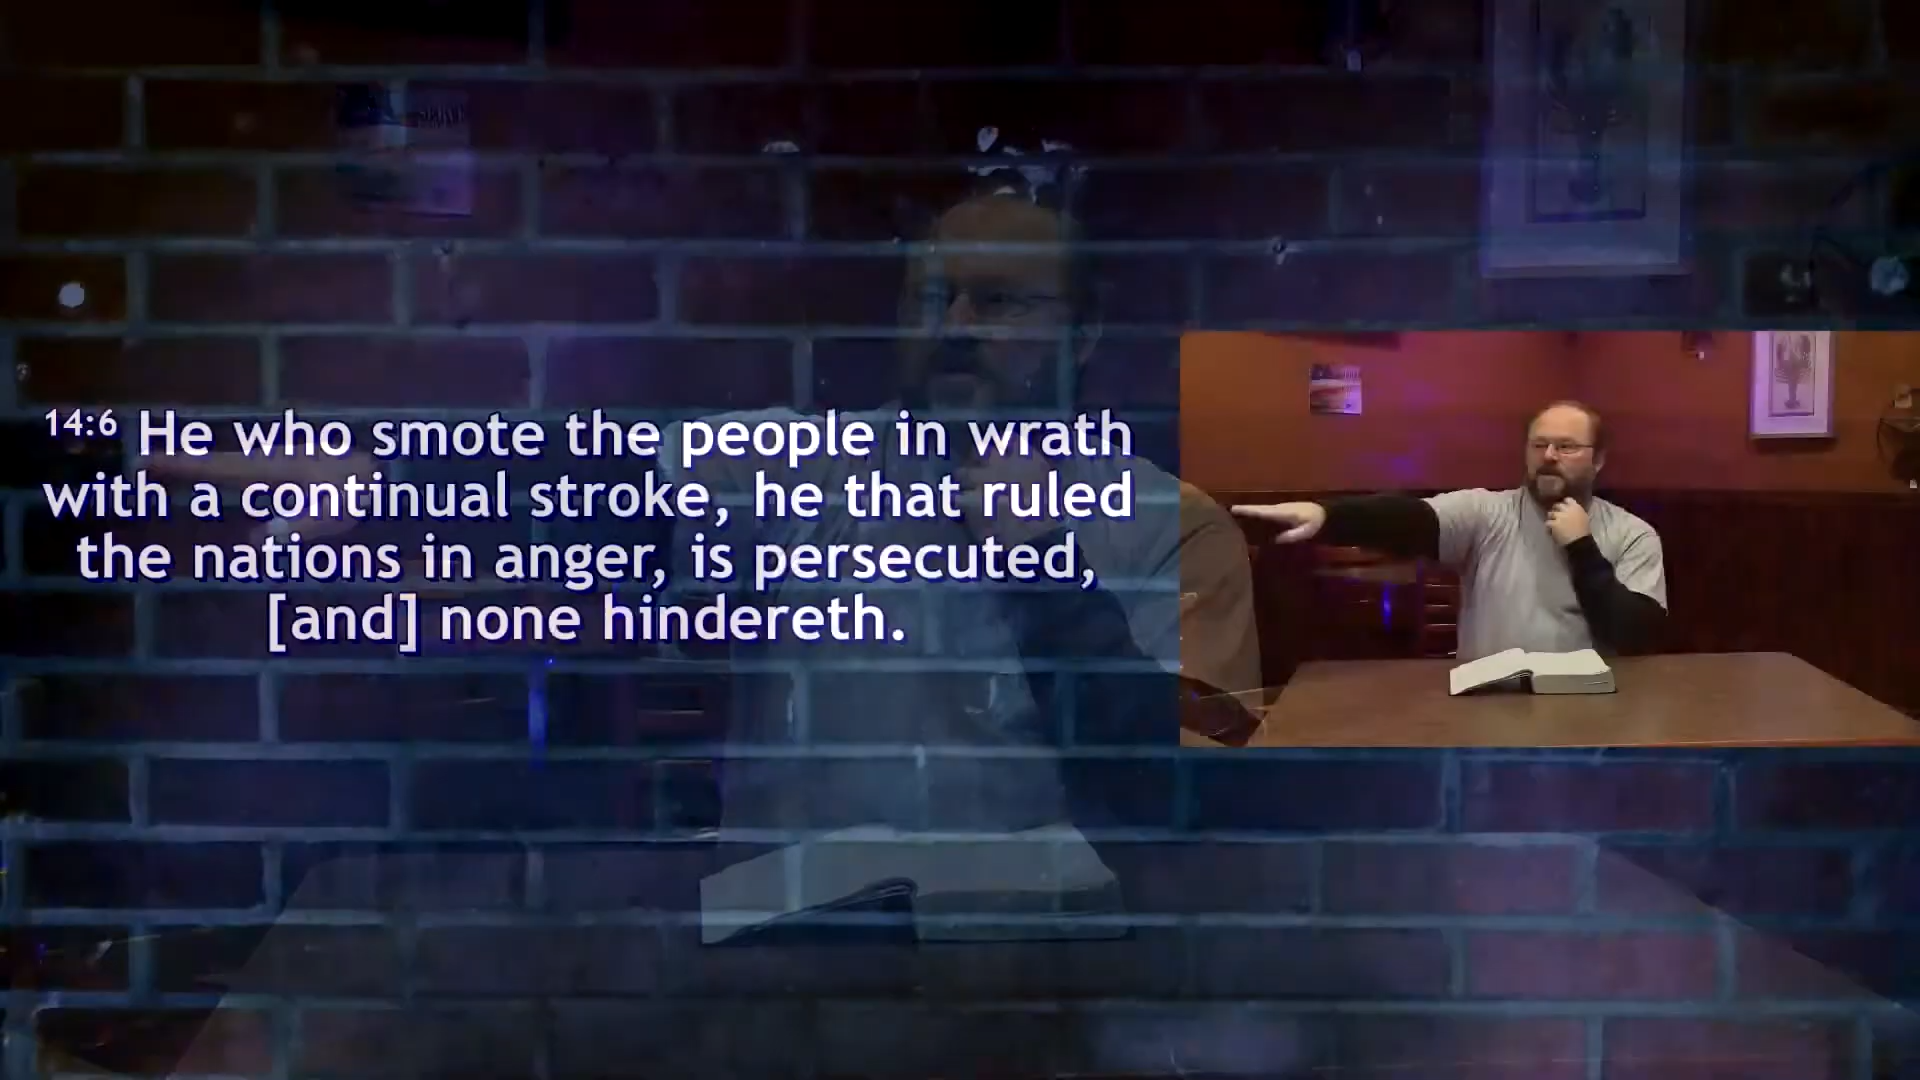 14:6 He who smote the people in wrath
with a continual stroke, he that ruled
the nations in anger, is persecuted,
[and] none hindereth.